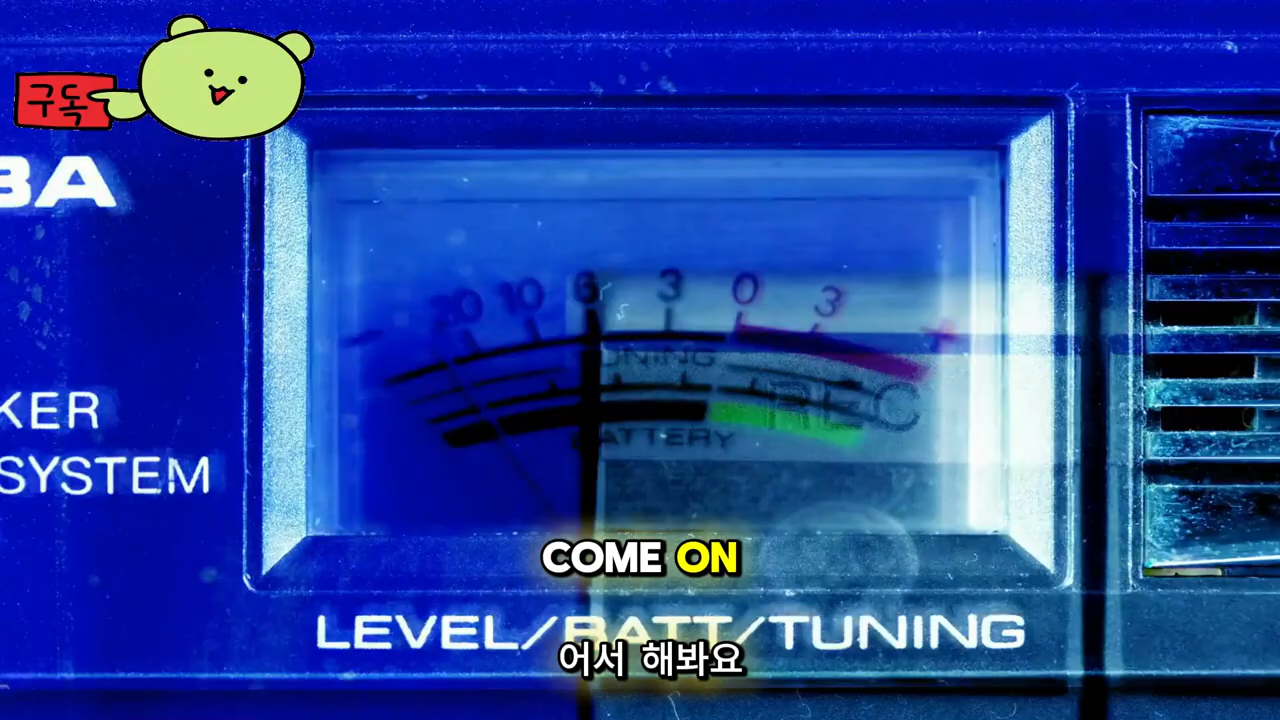 구독
BA
20 10 6 3 0 3 +
TUNING
REC
BATTERY
KER
SYSTEM
COME ON
LEVEL/BATT/TUNING
어서 해봐요